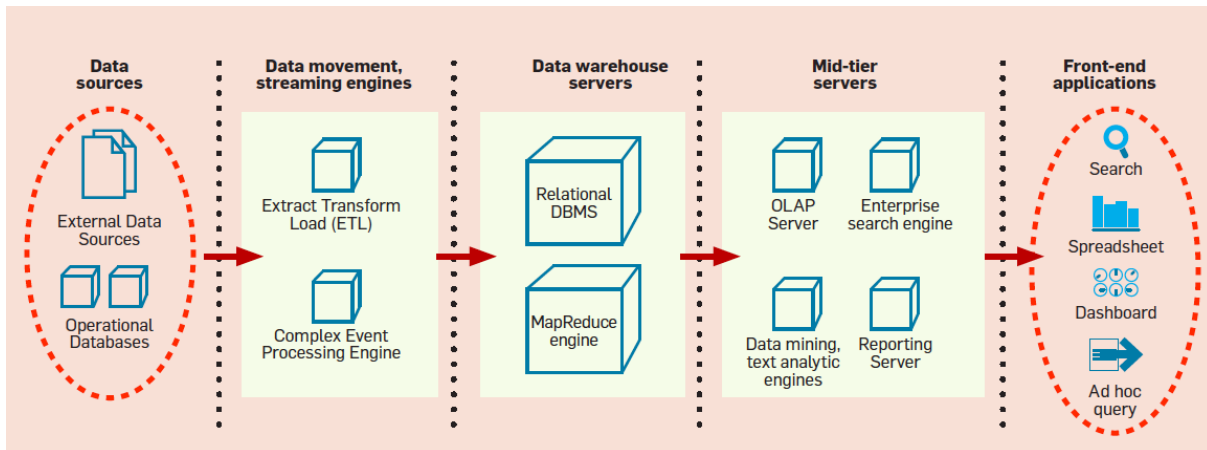 Data
sources
External Data
Sources
Operational
Databases
Data movement,
streaming engines
Extract Transform
Load (ETL)
Complex Event
Processing Engine
Data warehouse
servers
Relational
DBMS
MapReduce
engine
Mid-tier
servers
OLAP
Server
Enterprise
search engine
Data mining,
text analytic
engines
Reporting
Server
Front-end
applications
Search
Spreadsheet
Dashboard
Ad hoc
query